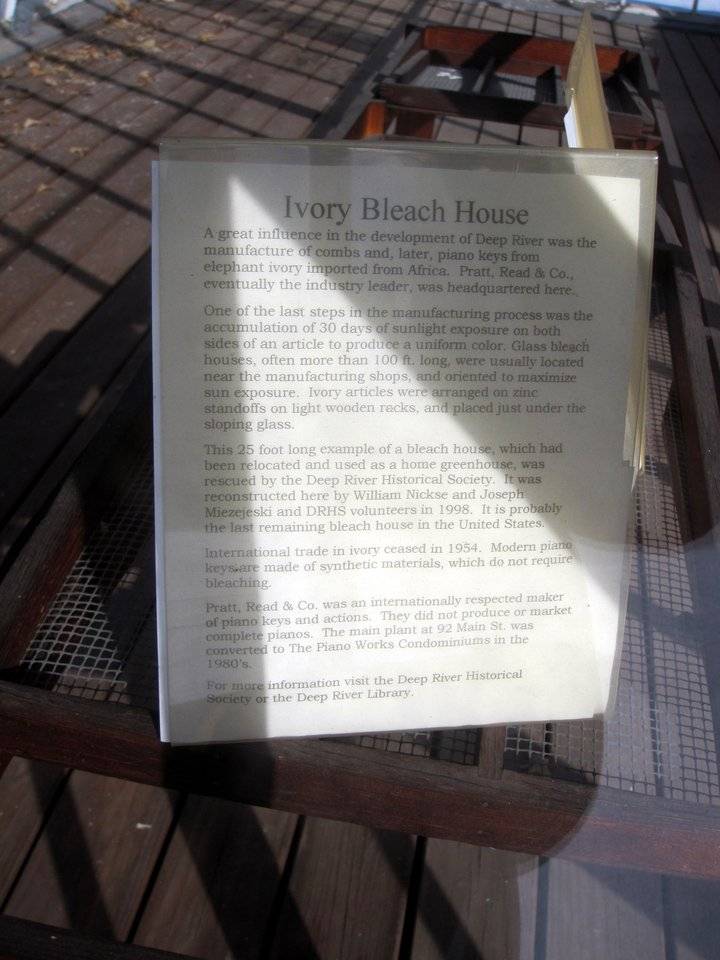 Ivory Bleach House
A great influence in the development of Deep River was the
manufacture of combs and, later, piano keys from
elephant ivory imported from Africa. Pratt, Read & Co.,
eventually the industry leader, was headquartered here.
One of the last steps in the manufacturing process was the
accumulation of 30 days of sunlight exposure on both
sides of an article to produce a uniform color. Glass bleach
houses, often more than 100 ft. long, were usually located
near the manufacturing shops, and oriented to maximize
sun exposure. Ivory articles were arranged on zinc
standoffs on light wooden racks, and placed just under the
sloping glass.
This 25 foot long example of a bleach house, which had
been relocated and used as a home greenhouse, was
rescued by the Deep River Historical Society. It was
reconstructed here by William Nickse and Joseph
Miezejeski and DRHS volunteers in 1998. It is probably
the last remaining bleach house in the United States.
International trade in ivory ceased in 1954. Modern piano
keys are made of synthetic materials, which do not require
bleaching.
Pratt, Read & Co. was an internationally respected maker
of piano keys and actions. They did not produce or market
complete pianos. The main plant at 92 Main St. was
converted to The Piano Works Condominiums in the
1980's.
For more information visit the Deep River Historical
Society or the Deep River Library.